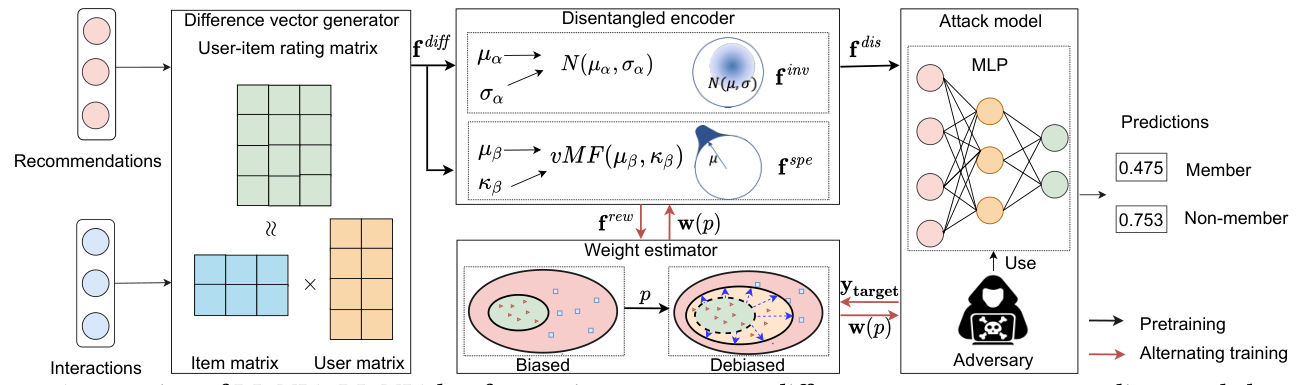 Recommendations
Interactions
Difference vector generator
User-item rating matrix
≈
×
Item matrix
User matrix
f^diff
Disentangled encoder
μ_α
σ_α
N(μ_α, σ_α)
N(μ,σ)
f^inv
μ_β
κ_β
vMF(μ_β, κ_β)
μ
f^spe
f^rew
w(p)
Weight estimator
p
Biased
Debiased
f^dis
y_target
w(p)
Attack model
MLP
Use
Adversary
Predictions
0.475 Member
0.753 Non-member
Pretraining
Alternating training